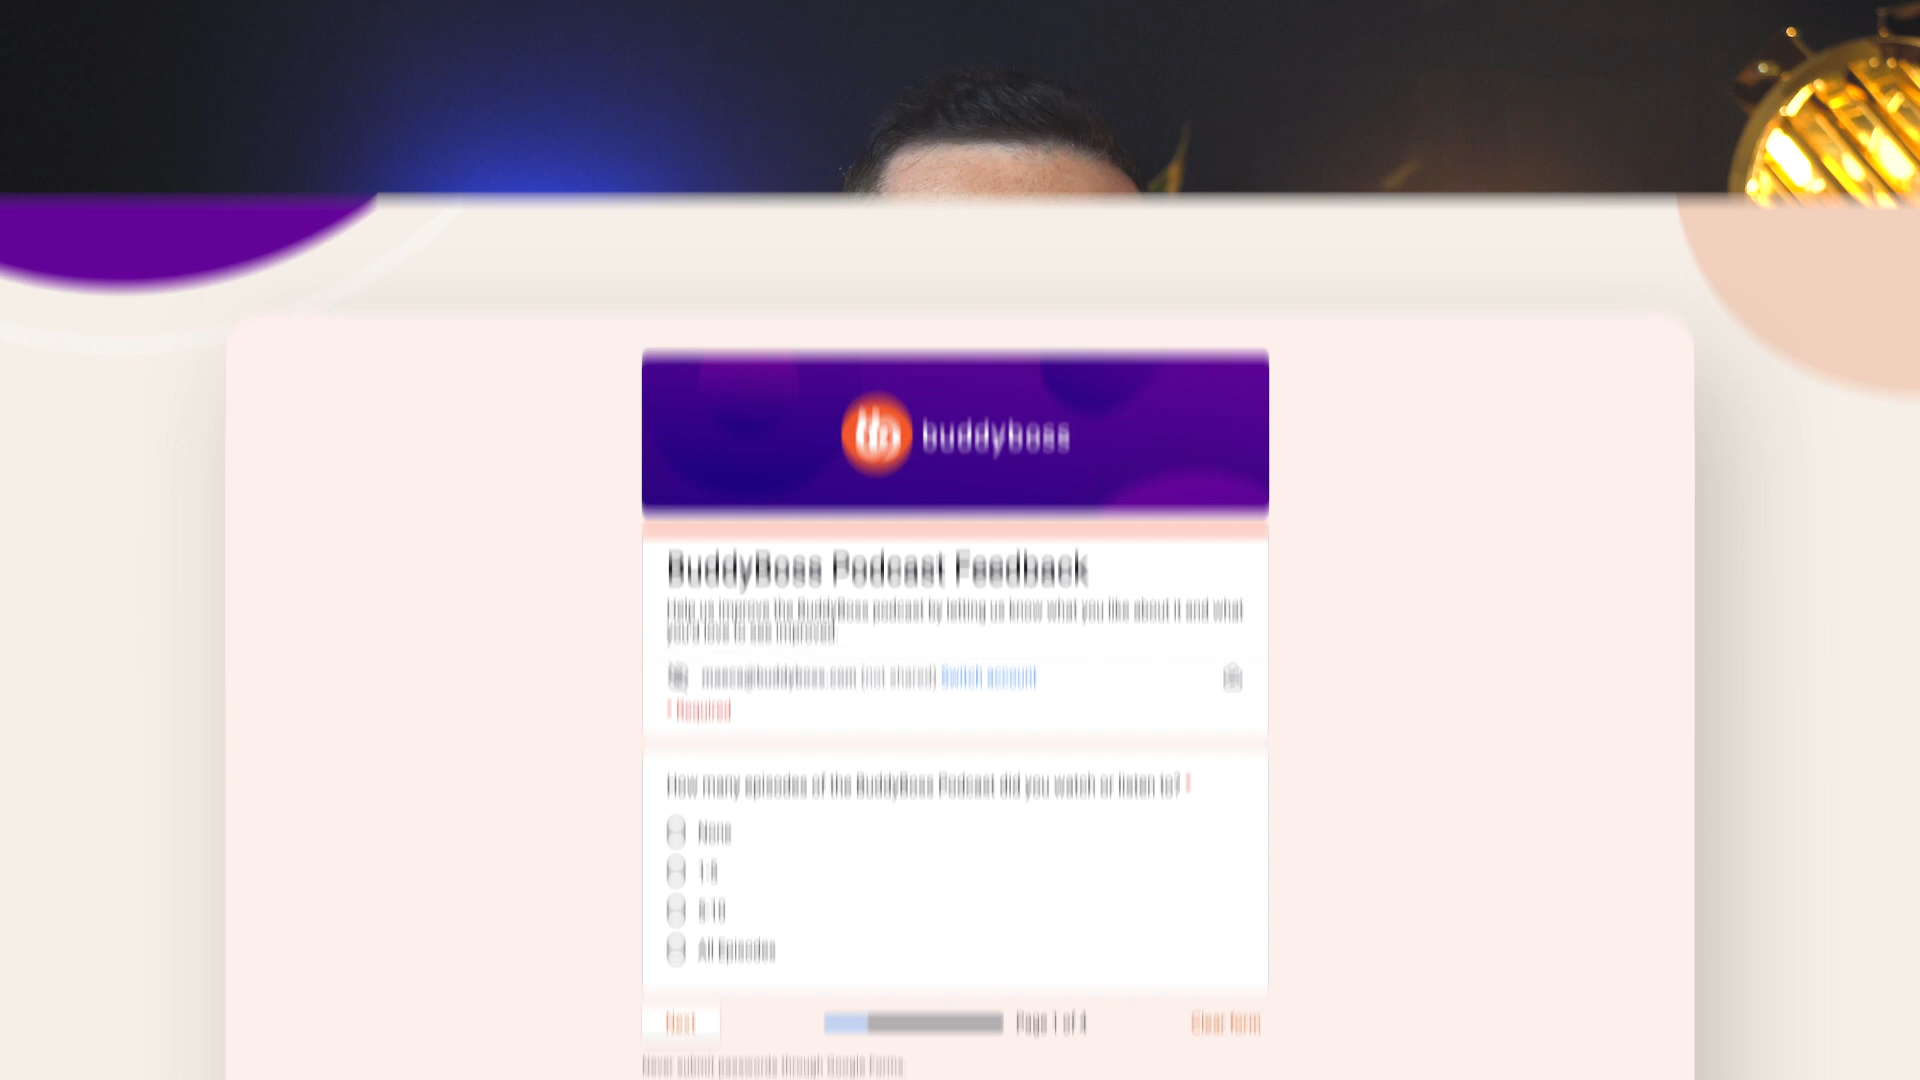 buddyboss
BuddyBoss Podcast Feedback
Help us improve the BuddyBoss podcast by letting us know what you like about it and what
you'd love to see improved.
(not shared) Switch account
* Required
How many episodes of the BuddyBoss Podcast did you watch or listen to? *
None
All Episodes
Next
Page 1 of 4
Clear form
Never submit passwords through Google Forms.